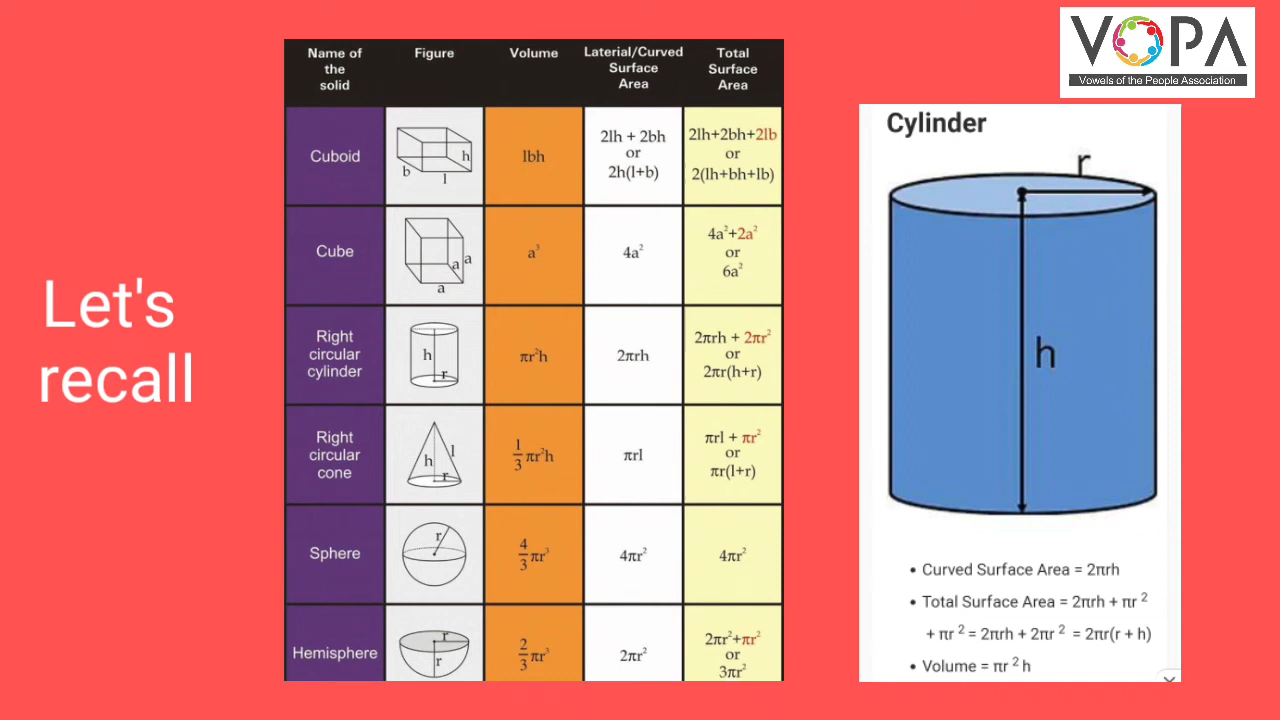 Let's
recall
Name of
the
solid
Figure
Volume
Laterial/Curved
Surface
Area
Total
Surface
Area
Cuboid
h
b
l
lbh
2lh + 2bh
or
2h(l+b)
2lh+2bh+2lb
or
2(lh+bh+lb)
Cube
a
a
a
a³
4a²
4a²+2a²
or
6a²
Right
circular
cylinder
h
r
πr²h
2πrh
2πrh + 2πr²
or
2πr(h+r)
Right
circular
cone
h
l
r
1/3 πr²h
πrl
πrl + πr²
or
πr(l+r)
Sphere
r
4/3 πr³
4πr²
4πr²
Hemisphere
r
r
2/3 πr³
2πr²
2πr²+πr²
or
3πr²
VOPA
Vowels of the People Association
Cylinder
r
h
• Curved Surface Area = 2πrh
• Total Surface Area = 2πrh + πr ²
+ πr ² = 2πrh + 2πr ² = 2πr(r + h)
• Volume = πr ² h